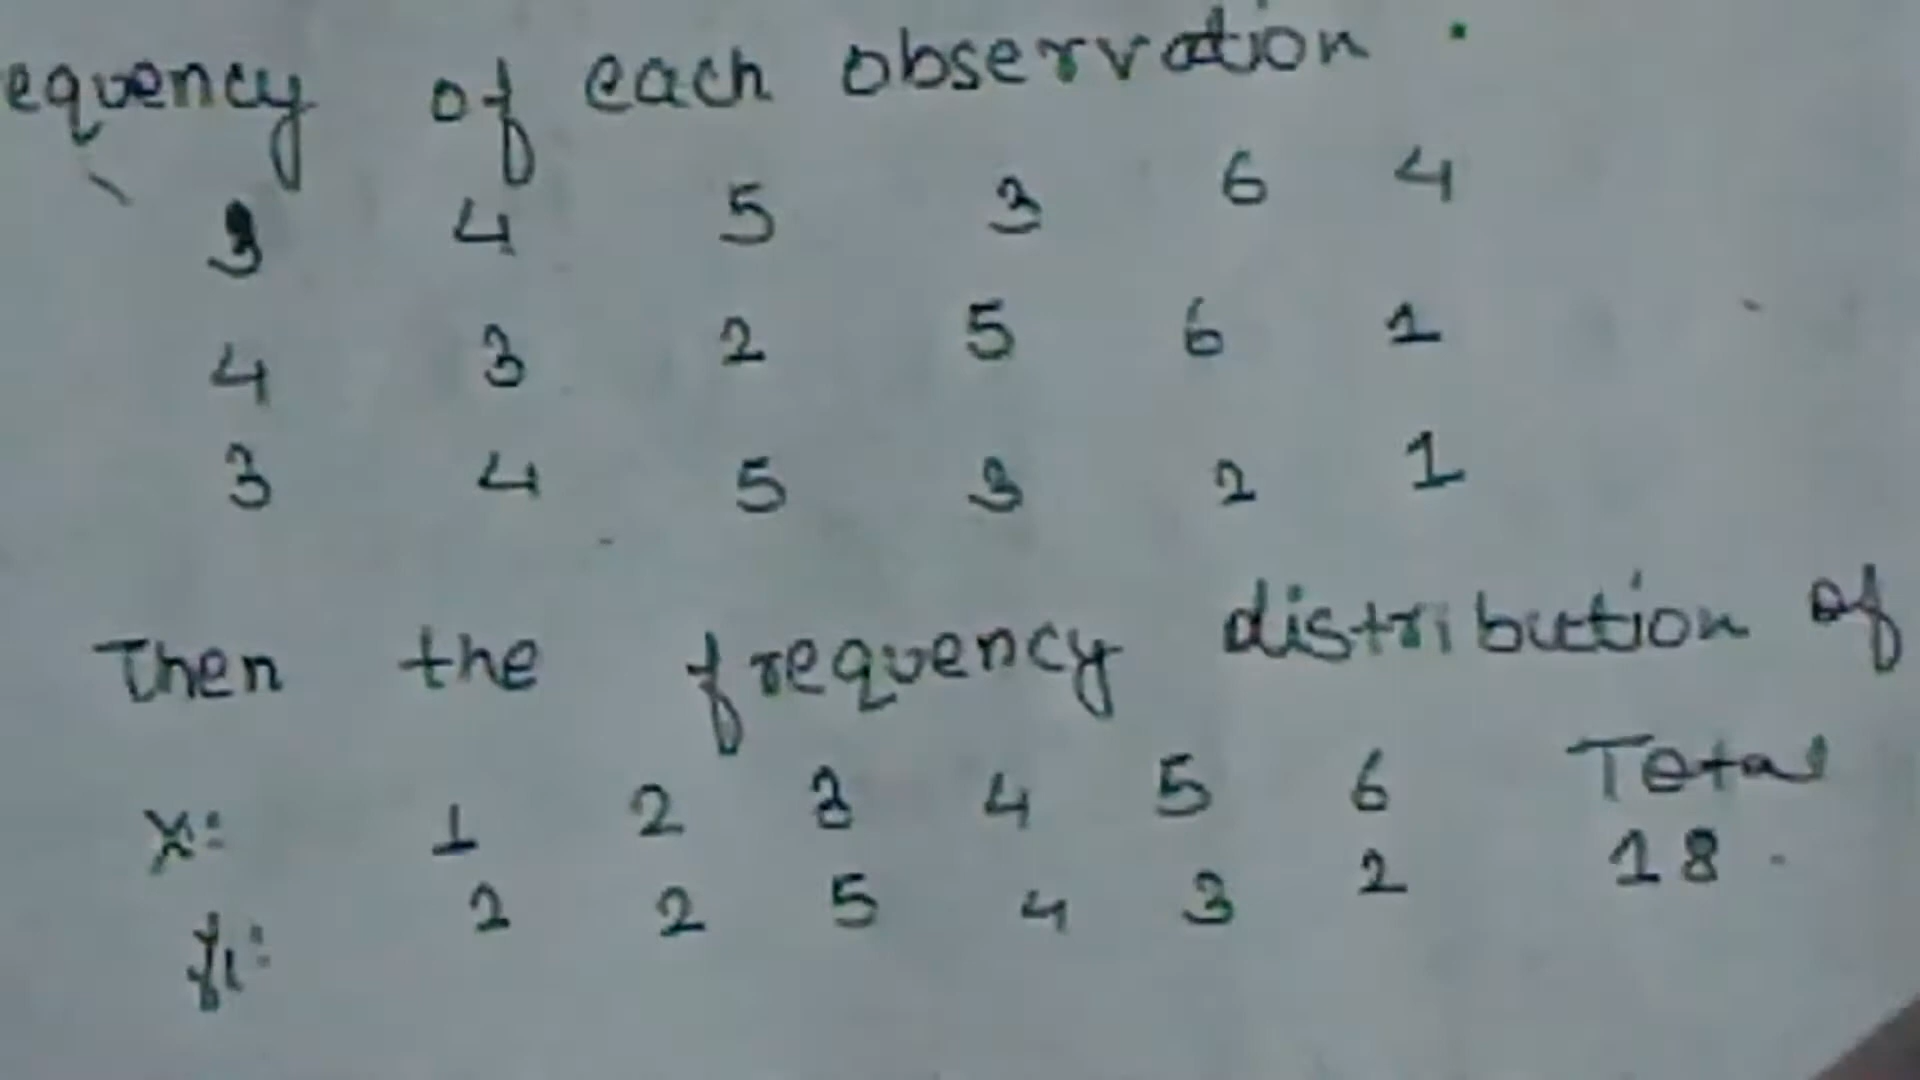 equency of each observation.
3 4 5 3 6 4
4 3 2 5 6 1
3 4 5 3 2 1
Then the frequency distribution of
x: 1 2 3 4 5 6 Total
fi: 2 2 5 4 3 2 18.